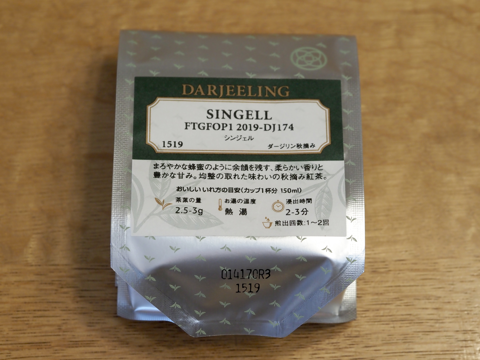 DARJEELING
SINGELL
FTGFOP1 2019-DJ174
シンジェル
1519 ダージリン秋摘み
まろやかな蜂蜜のように余韻を残す、柔らかい香りと
豊かな甘み。均整の取れた味わいの秋摘み紅茶。
おいしいいれ方の目安(カップ1杯分 150ml)
茶葉の量 お湯の温度 浸出時間
2.5-3g 熱湯 2-3分
煎出回数:1〜2回
D1417OR3
1519